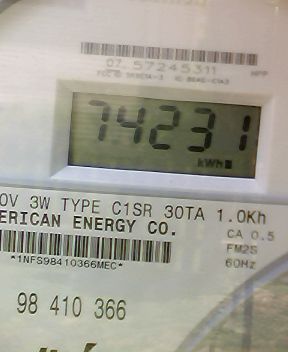 07.57245311
74231
kWh
0V 3W TYPE C1SR 30TA 1.0Kh
ERICAN ENERGY CO.
CA 0.5
FM2S
60Hz
*1NFS98410366MEC*
98 410 366